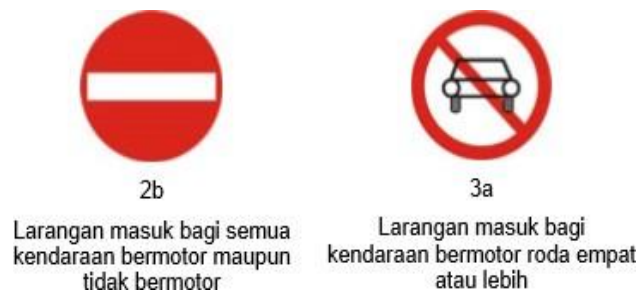 2b
Larangan masuk bagi semua
kendaraan bermotor maupun
tidak bermotor
3a
Larangan masuk bagi
kendaraan bermotor roda empat
atau lebih